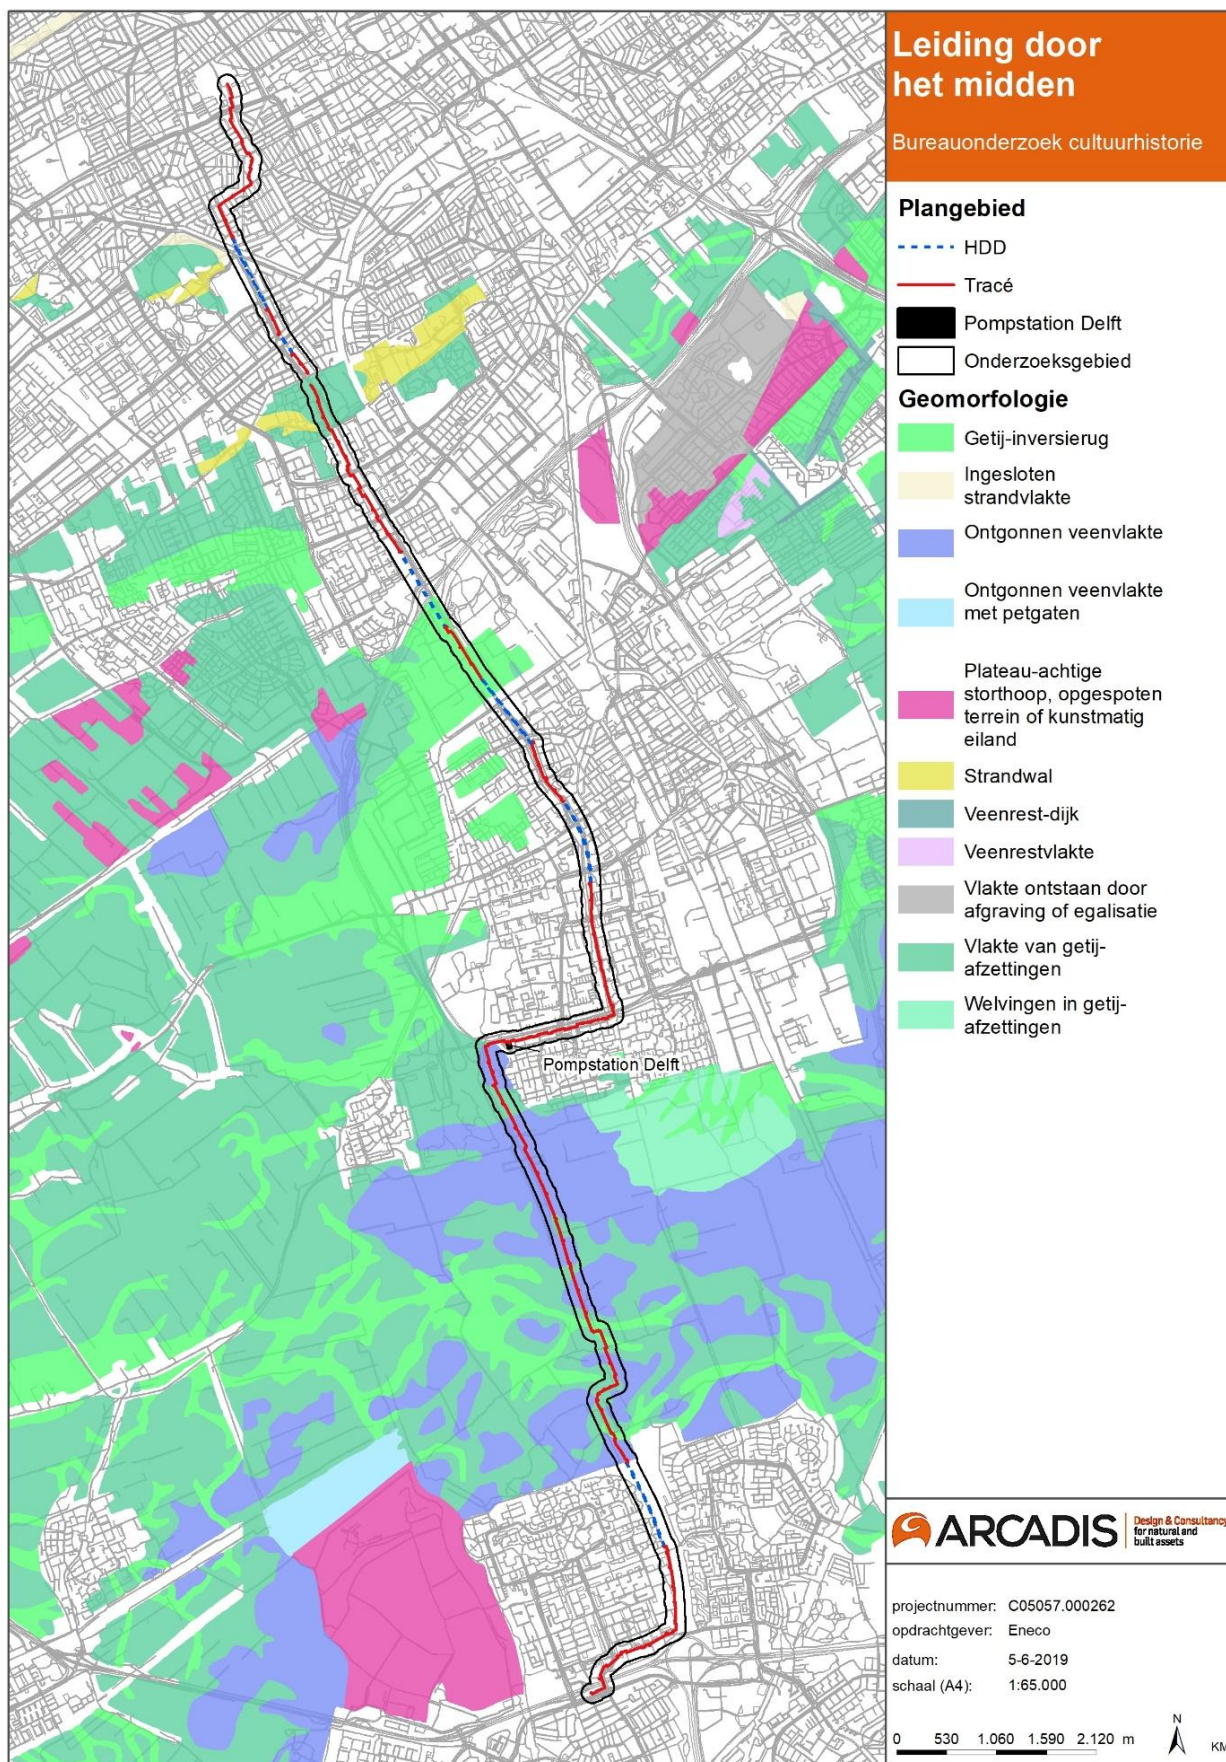 Leiding door
het midden
Bureauonderzoek cultuurhistorie
Plangebied
HDD
Tracé
Pompstation Delft
Onderzoeksgebied
Geomorfologie
Getij-inversierug
Ingesloten
strandvlakte
Ontgonnen veenvlakte
Ontgonnen veenvlakte
met petgaten
Plateau-achtige
storthoop, opgespoten
terrein of kunstmatig
eiland
Strandwal
Veenrest-dijk
Veenrestvlakte
Vlakte ontstaan door
afgraving of egalisatie
Vlakte van getij-
afzettingen
Welvingen in getij-
afzettingen
Pompstation Delft
ARCADIS
Design & Consultancy
for natural and
built assets
projectnummer: C05057.000262
opdrachtgever: Eneco
datum: 5-6-2019
schaal (A4): 1:65.000
0 530 1.060 1.590 2.120 m
N
KM